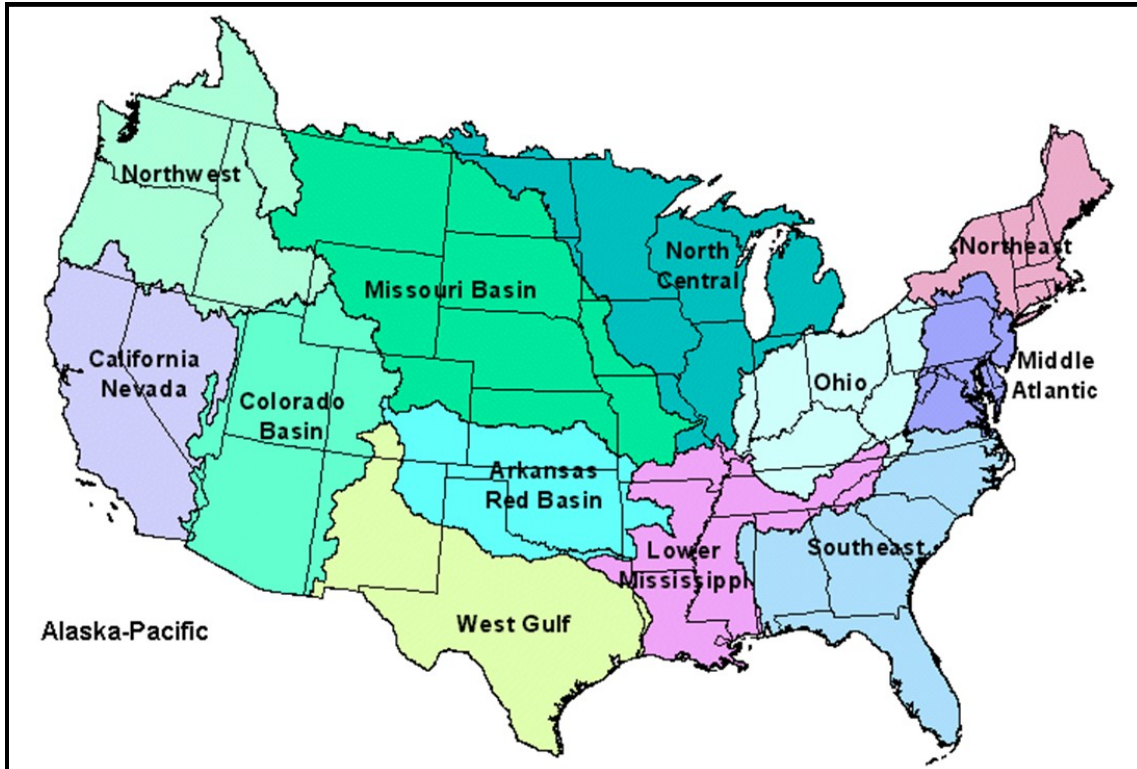 Northwest
Northeast
North
Central
Missouri Basin
California
Nevada
Ohio
Middle
Atlantic
Colorado
Basin
Arkansas
Red Basin
Lower
Mississippi
Southeast
West Gulf
Alaska-Pacific